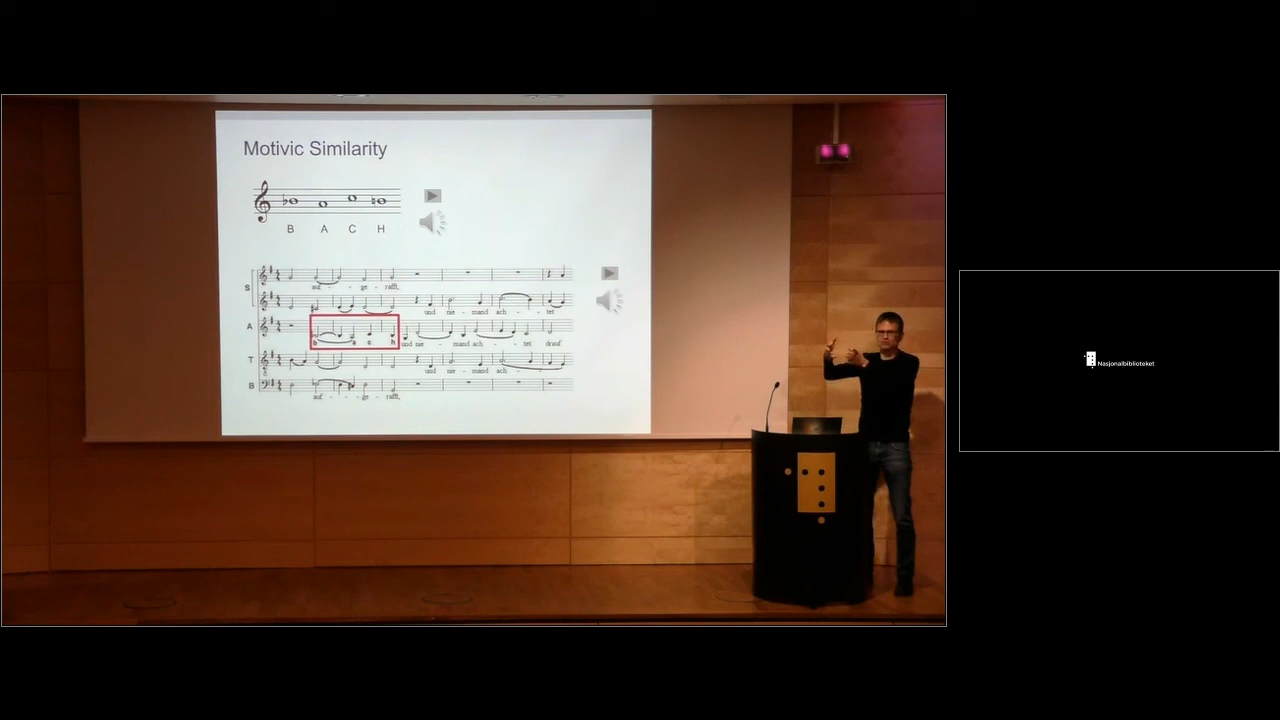 Motivic Similarity
B A C H
S
auf - - ge - rafft,
und nie - mand ach - tet
A
b a c h und nie - mand ach - tet drauf
T
und nie - mand ach -
B
auf - - ge - rafft,
Nasjonalbiblioteket